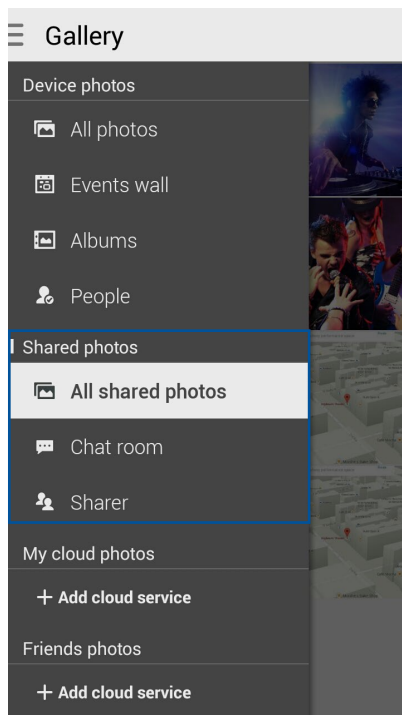 Gallery
Device photos
All photos
Events wall
Albums
People
Shared photos
All shared photos
Chat room
Sharer
My cloud photos
+ Add cloud service
Friends photos
+ Add cloud service